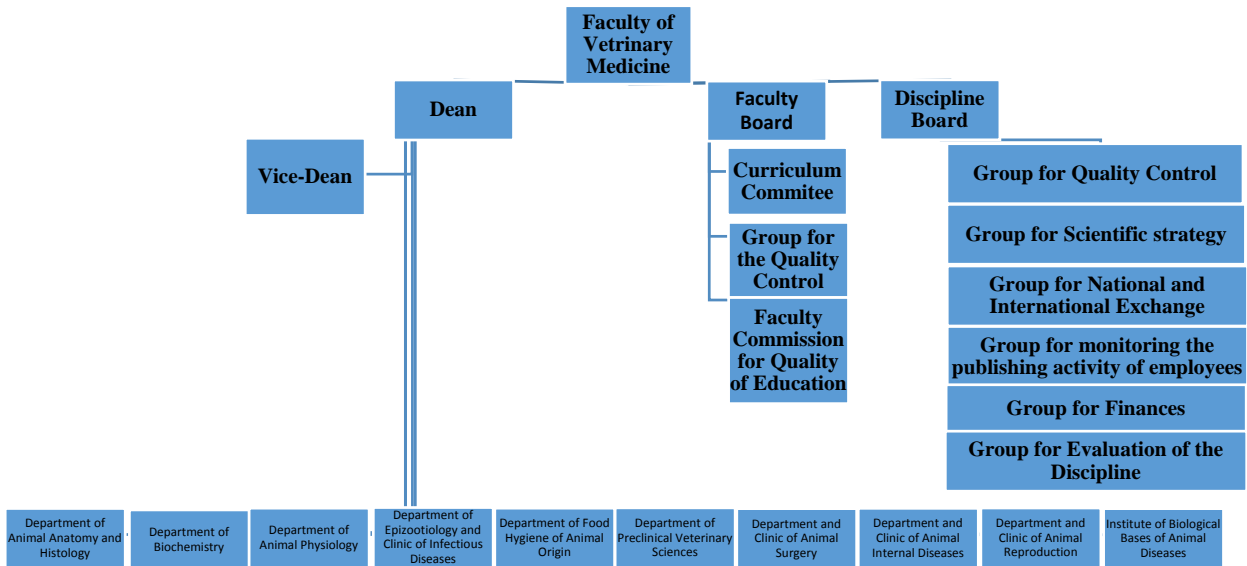 Faculty of
Vetrinary
Medicine
Dean
Faculty
Board
Discipline
Board
Vice-Dean
Curriculum
Commitee
Group for
the Quality
Control
Faculty
Commission
for Quality
of Education
Group for Quality Control
Group for Scientific strategy
Group for National and
International Exchange
Group for monitoring the
publishing activity of employees
Group for Finances
Group for Evaluation of the
Discipline
Department of
Animal Anatomy and
Histology
Department of
Biochemistry
Department of
Animal Physiology
Department of
Epizootiology and
Clinic of Infectious
Diseases
Department of Food
Hygiene of Animal
Origin
Department of
Preclinical Veterinary
Sciences
Department and
Clinic of Animal
Surgery
Department and
Clinic of Animal
Internal Diseases
Department and
Clinic of Animal
Reproduction
Institute of Biological
Bases of Animal
Diseases